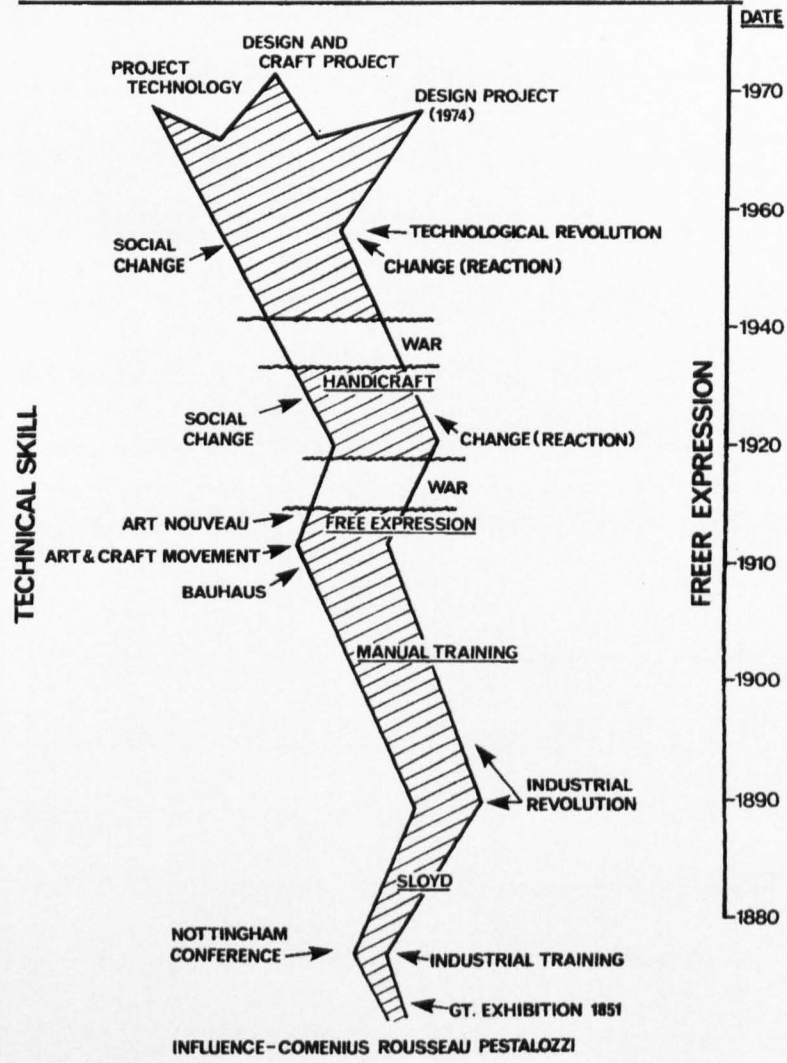 DATE
DESIGN AND
CRAFT PROJECT
PROJECT
TECHNOLOGY
DESIGN PROJECT
(1974)
1970
1960
TECHNOLOGICAL REVOLUTION
SOCIAL
CHANGE
CHANGE (REACTION)
1940
WAR
HANDICRAFT
SOCIAL
CHANGE
CHANGE (REACTION)
1920
WAR
ART NOUVEAU
FREE EXPRESSION
ART & CRAFT MOVEMENT
1910
BAUHAUS
TECHNICAL SKILL
FREER EXPRESSION
MANUAL TRAINING
1900
INDUSTRIAL
REVOLUTION
1890
SLOYD
1880
NOTTINGHAM
CONFERENCE
INDUSTRIAL TRAINING
GT. EXHIBITION 1851
INFLUENCE-COMENIUS ROUSSEAU PESTALOZZI